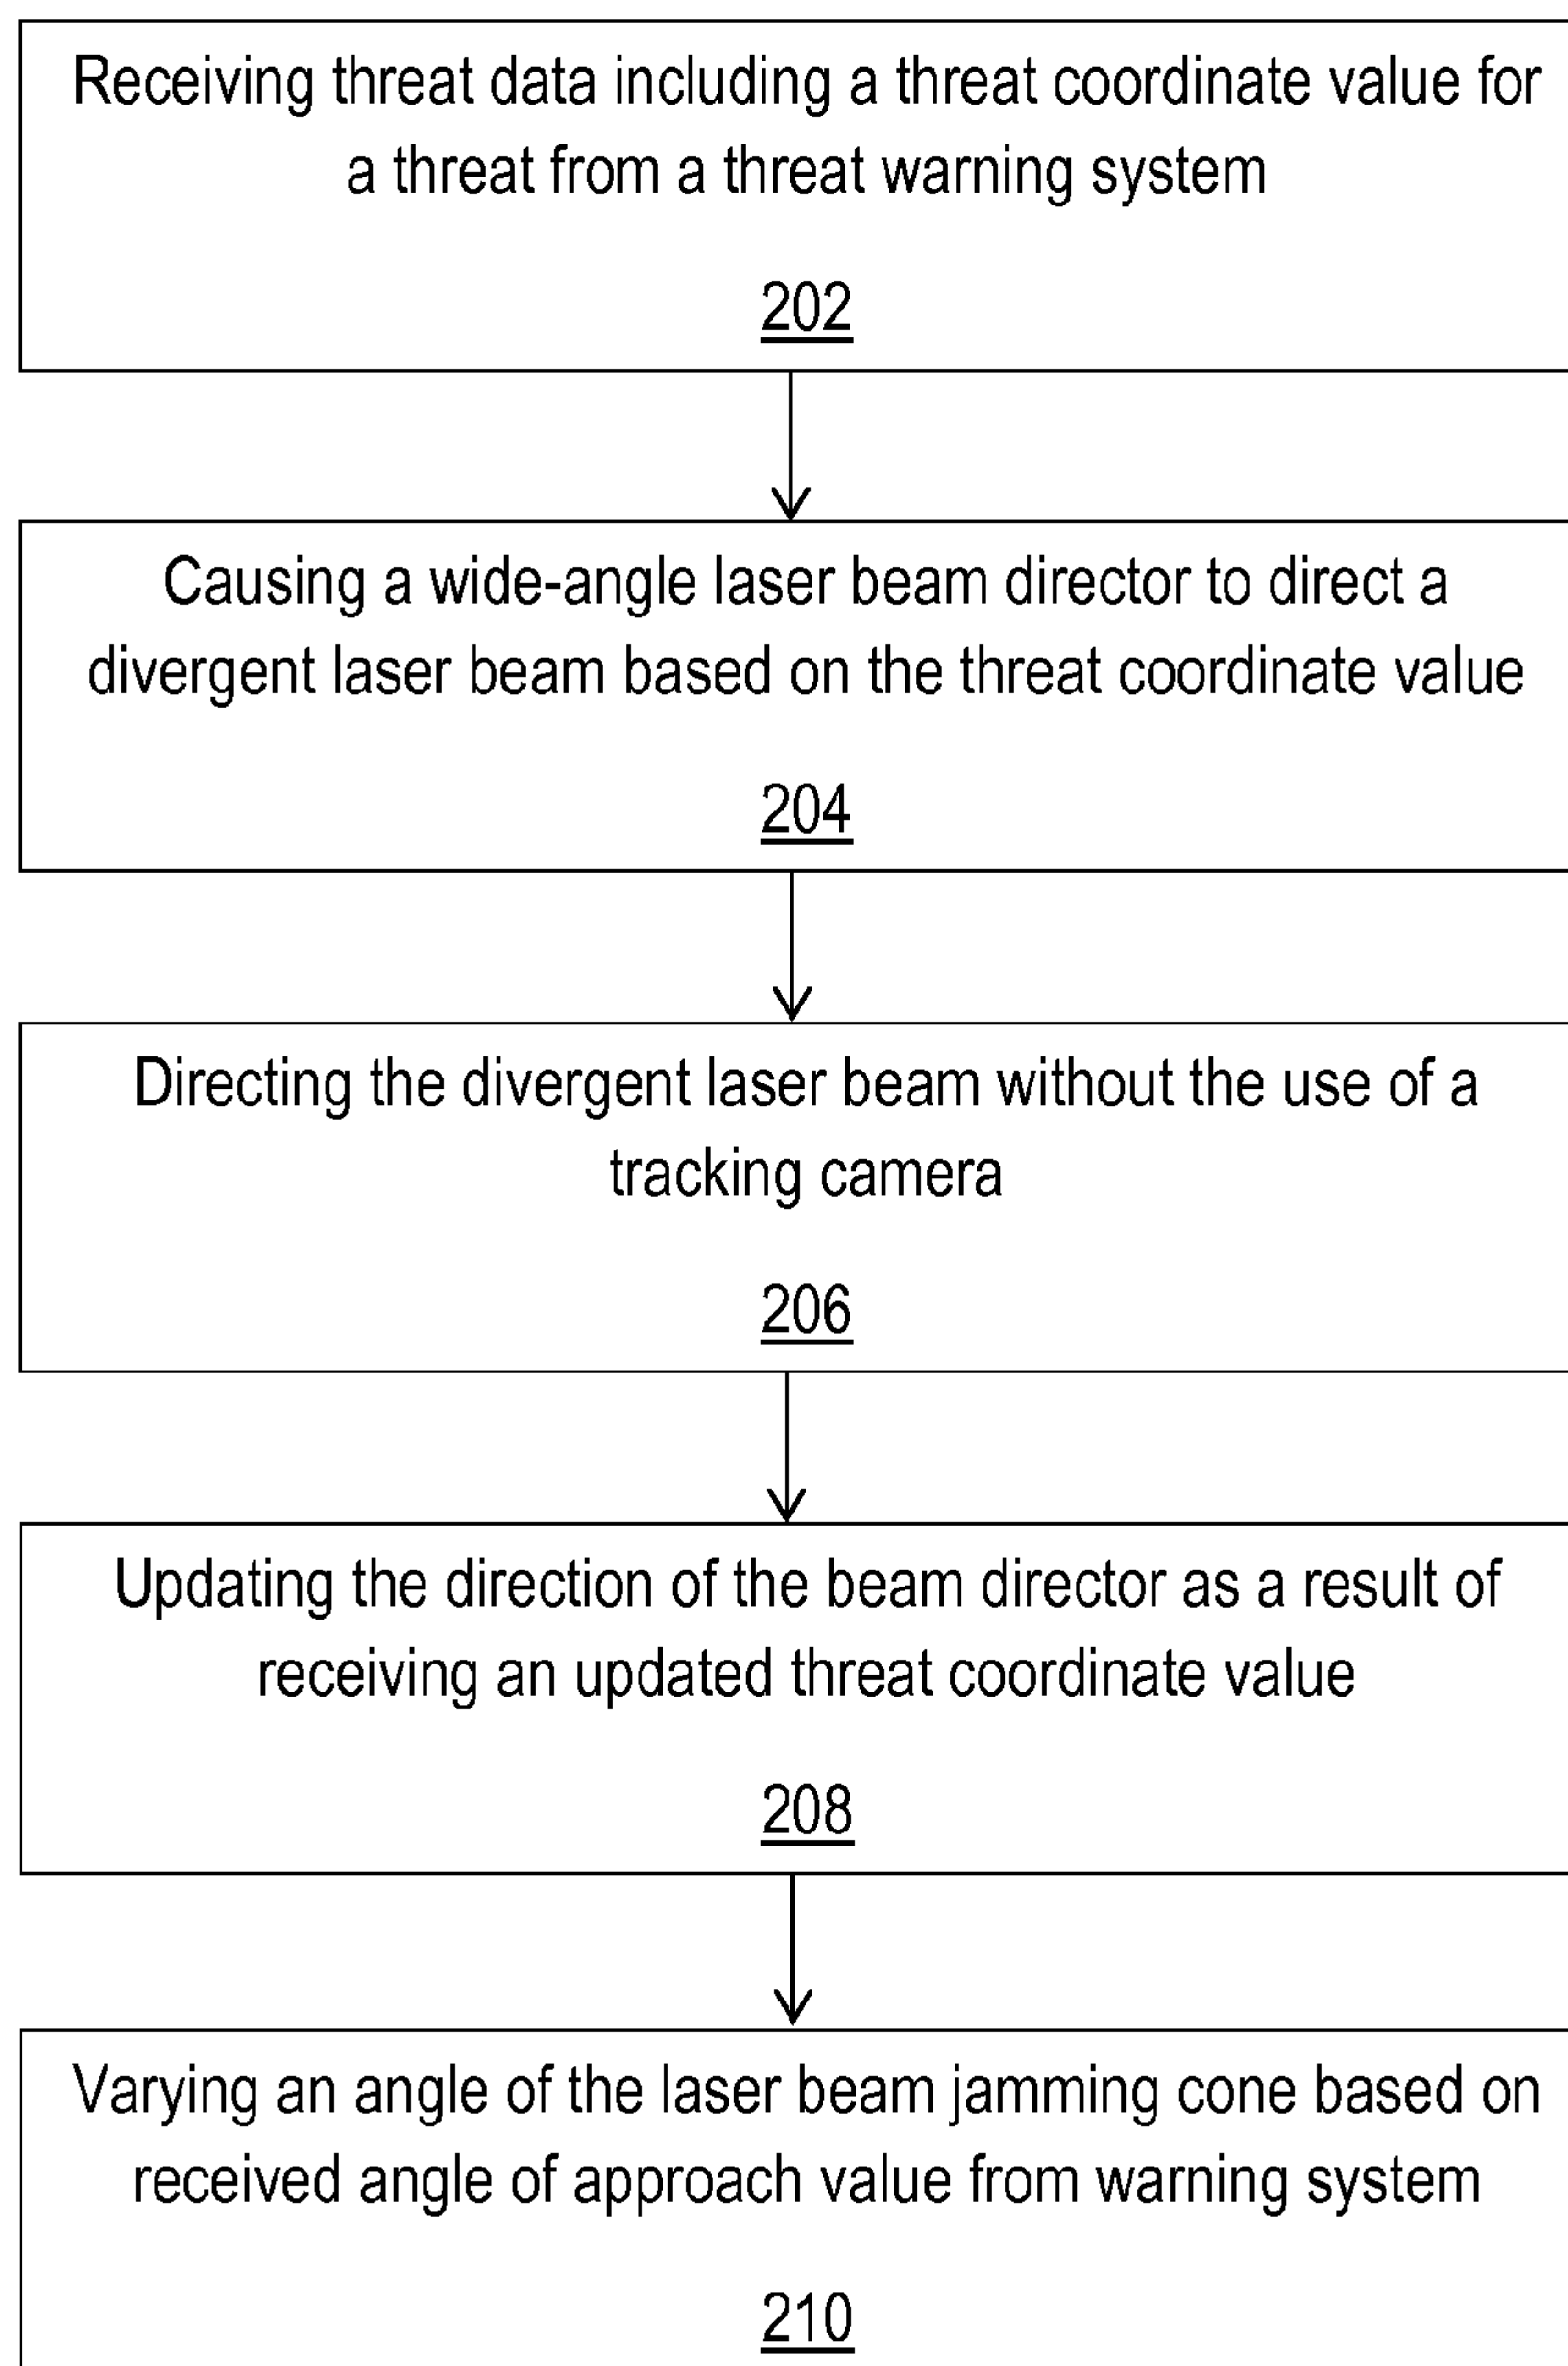 Receiving threat data including a threat coordinate value for
a threat from a threat warning system
202
Causing a wide-angle laser beam director to direct a
divergent laser beam based on the threat coordinate value
204
Directing the divergent laser beam without the use of a
tracking camera
206
Updating the direction of the beam director as a result of
receiving an updated threat coordinate value
208
Varying an angle of the laser beam jamming cone based on
received angle of approach value from warning system
210